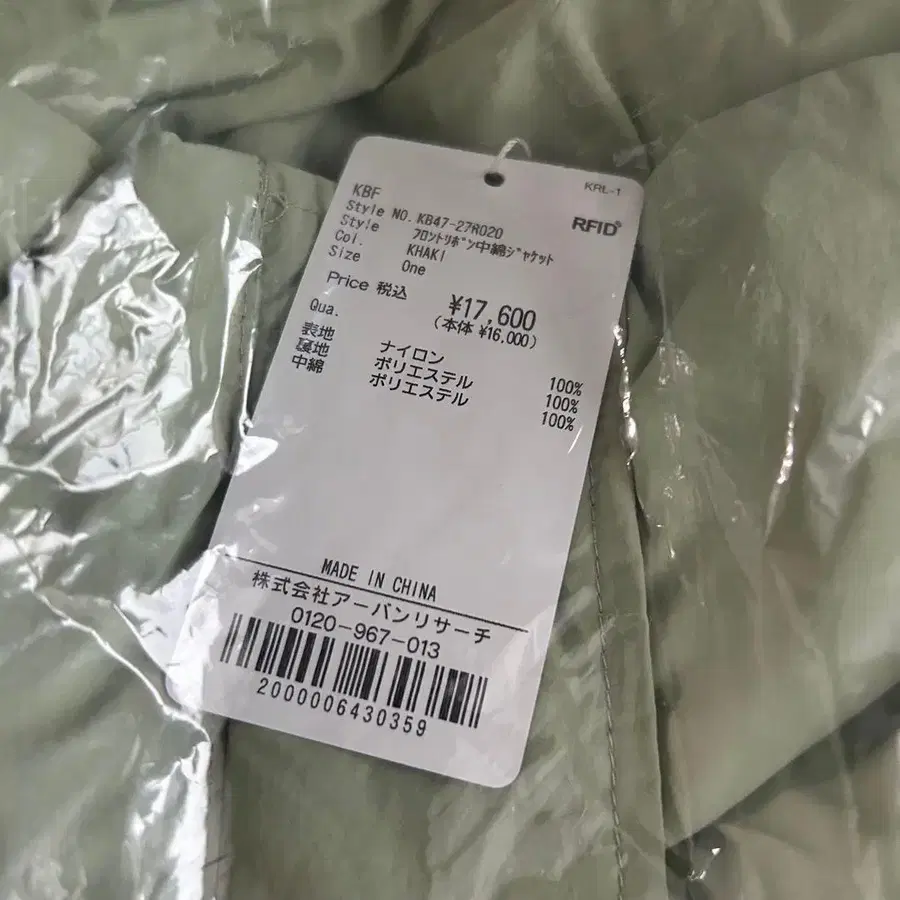 KRL-1
RFID
KBF
Style NO. KB47-27R020
Style フロントリボン中綿ジャケット
Col. KHAKI
Size One
Price 税込 ¥17,600
(本体 ¥16,000)
Qua.
表地 ナイロン 100%
裏地 ポリエステル 100%
中綿 ポリエステル 100%
MADE IN CHINA
株式会社アーバンリサーチ
0120-967-013
2000006430359